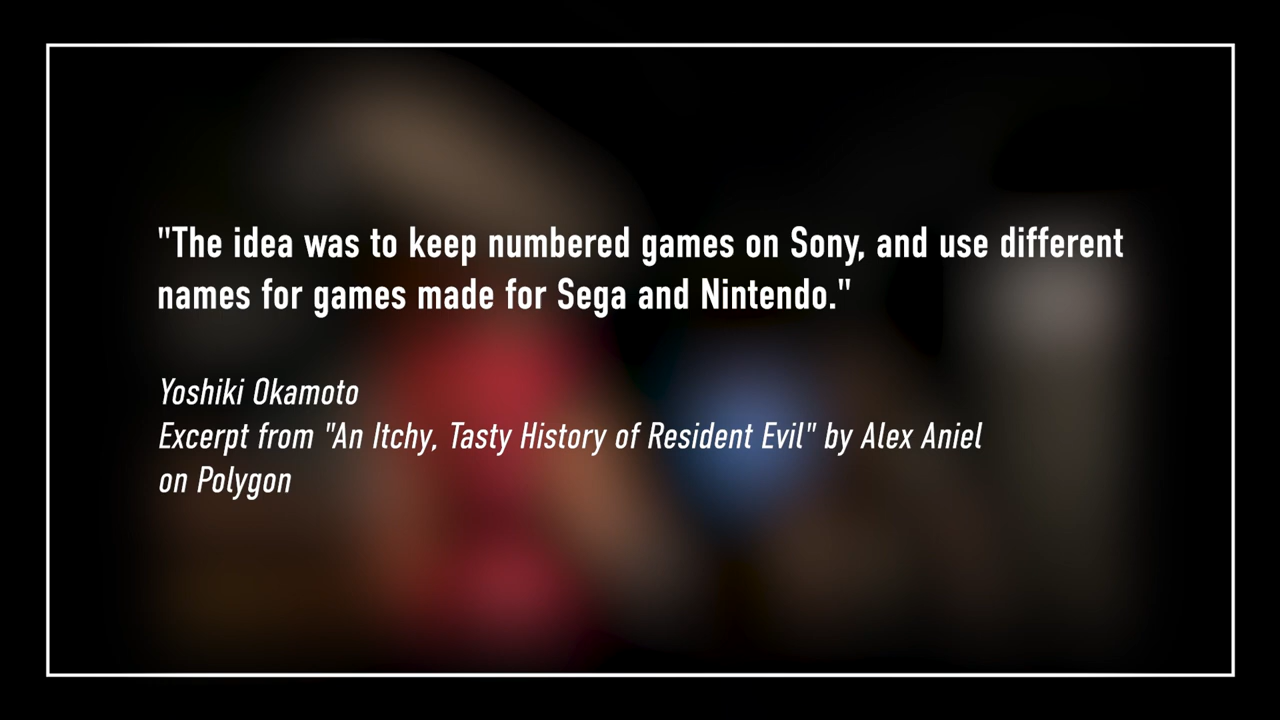 "The idea was to keep numbered games on Sony, and use different
names for games made for Sega and Nintendo."
Yoshiki Okamoto
Excerpt from "An Itchy, Tasty History of Resident Evil" by Alex Aniel
on Polygon